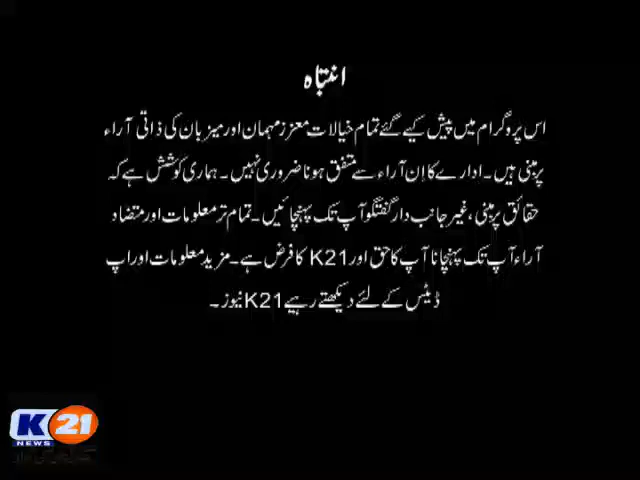 انتباہ
اس پروگرام میں پیش کیے گئے تمام خیالات معزز مہمان اور میزبان کی ذاتی آراء
پر مبنی ہیں۔ ادارے کا اِن آراء سے متفق ہونا ضروری نہیں۔ ہماری کوشش ہے کہ
حقائق پر مبنی، غیر جانب دار گفتگو آپ تک پہنچائیں۔ تمام تر معلومات اور متضاد
آراء آپ تک پہنچانا آپ کا حق اور K21 کا فرض ہے۔ مزید معلومات اور اپ
ڈیٹس کے لئے دیکھتے رہیے K21 نیوز۔
K21
NEWS